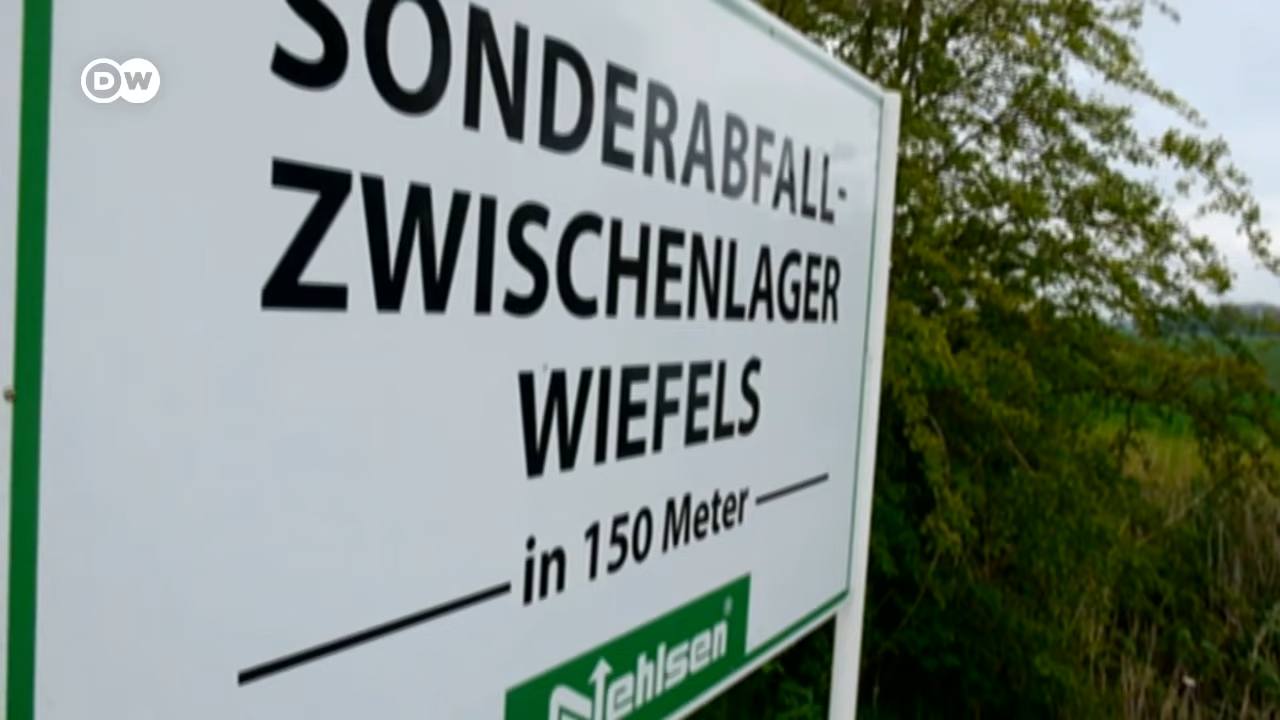 DW
SONDERABFALL-
ZWISCHENLAGER
WIEFELS
in 150 Meter
Nehlsen